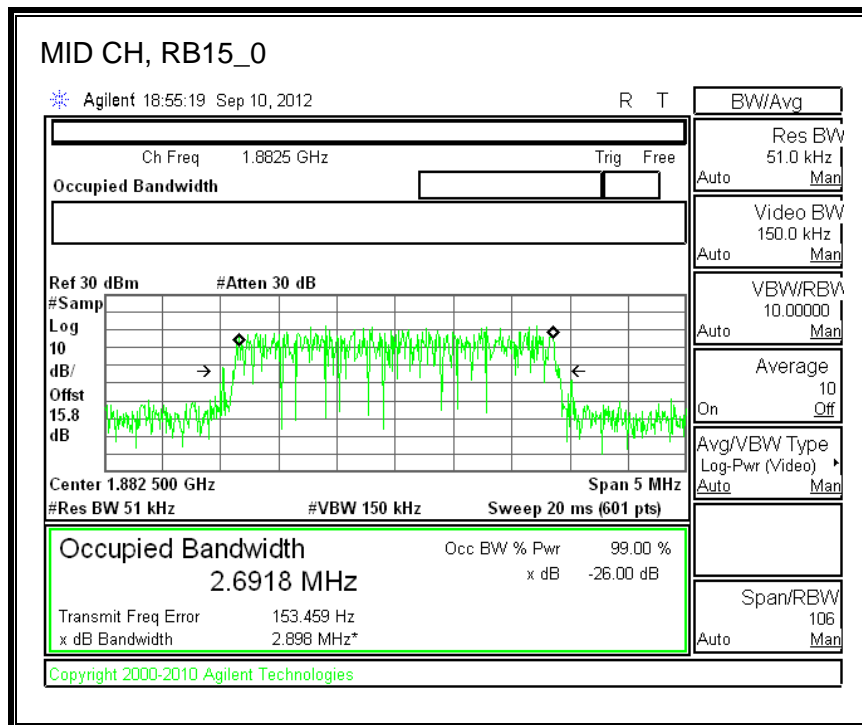 MID CH, RB15_0
Agilent 18:55:19 Sep 10, 2012 R T
Ch Freq 1.8825 GHz Trig Free
Occupied Bandwidth
Ref 30 dBm #Atten 30 dB
#Samp
Log
10
dB/
Offst
15.8
dB
Center 1.882 500 GHz Span 5 MHz
#Res BW 51 kHz #VBW 150 kHz Sweep 20 ms (601 pts)
Occupied Bandwidth Occ BW % Pwr 99.00 %
2.6918 MHz x dB -26.00 dB
Transmit Freq Error 153.459 Hz
x dB Bandwidth 2.898 MHz*
Copyright 2000-2010 Agilent Technologies
BW/Avg
Res BW
51.0 kHz
Auto Man
Video BW
150.0 kHz
Auto Man
VBW/RBW
10.00000
Auto Man
Average
10
On Off
Avg/VBW Type
Log-Pwr (Video)
Auto Man
Span/RBW
106
Auto Man